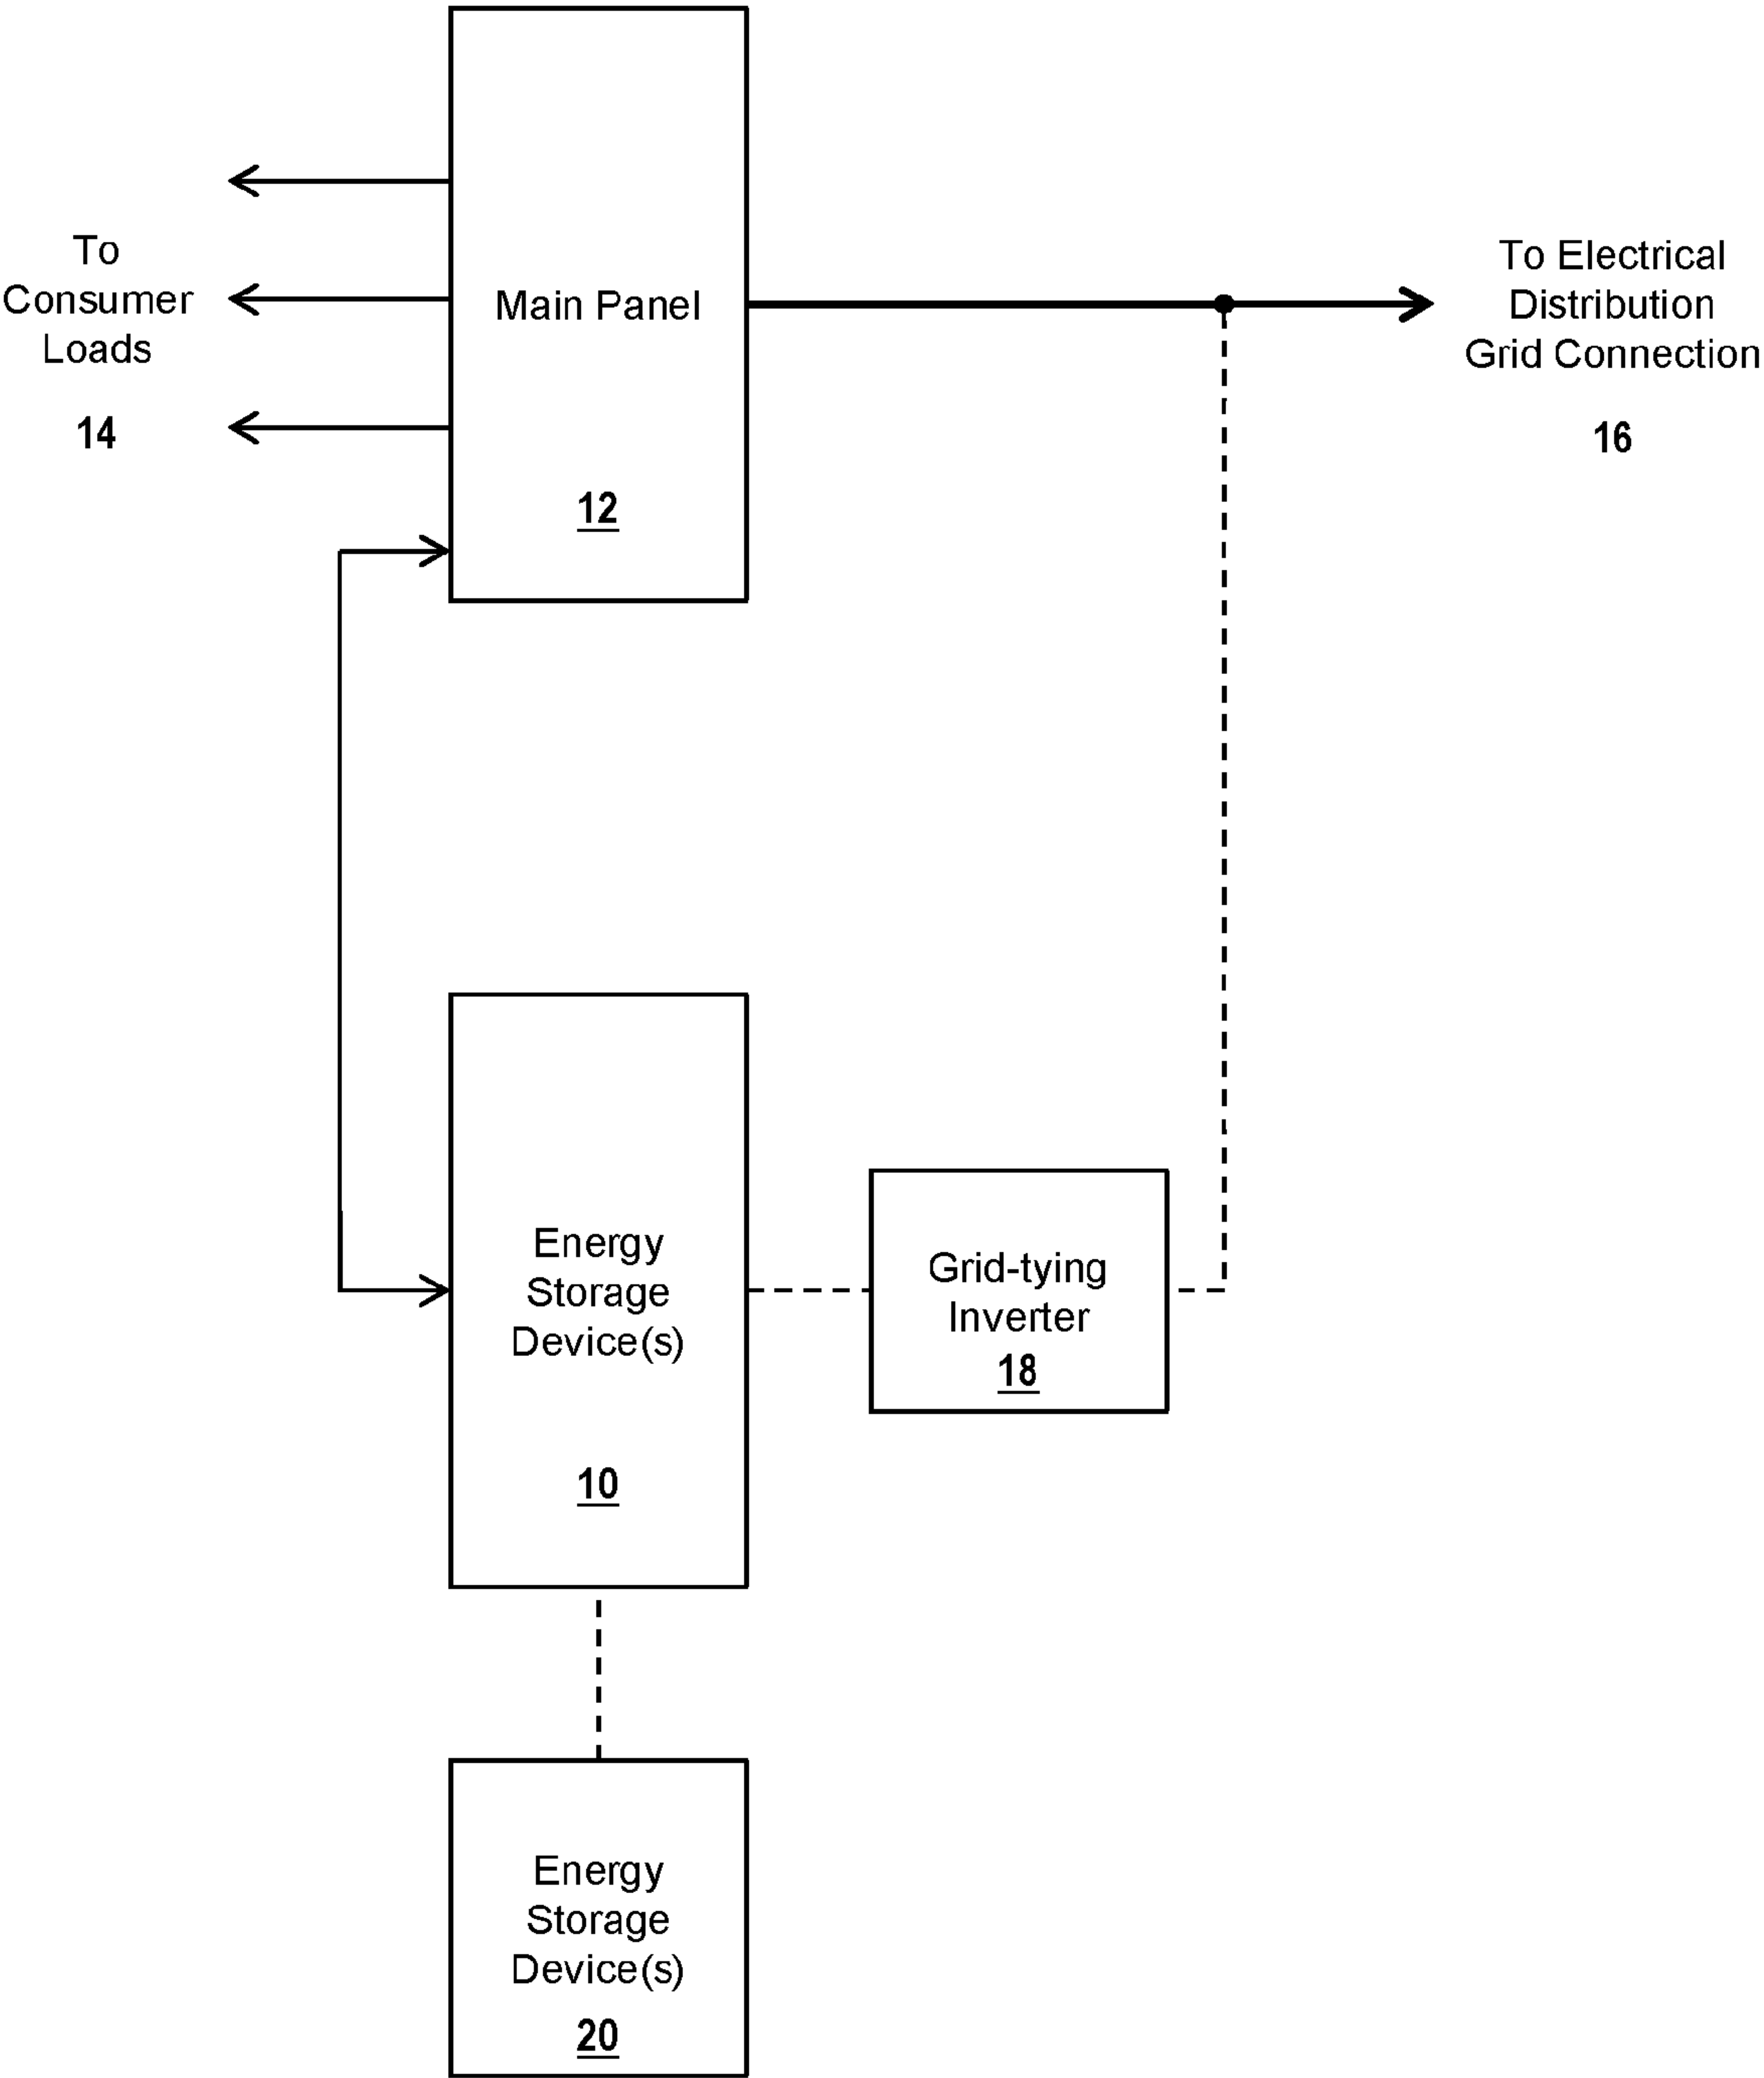 To
Consumer
Loads
14
Main Panel
12
To Electrical
Distribution
Grid Connection
16
Energy
Storage
Device(s)
10
Grid-tying
Inverter
18
Energy
Storage
Device(s)
20